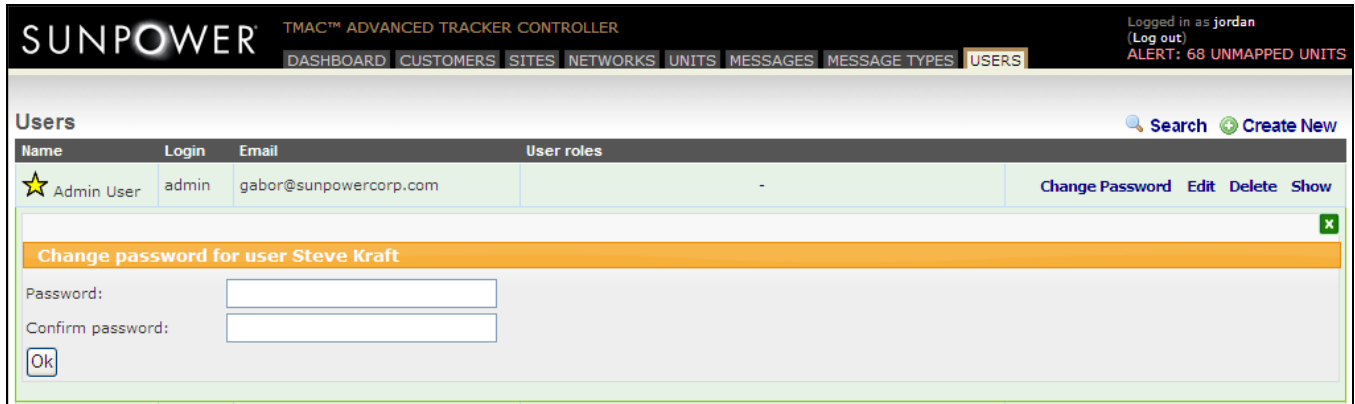 SUNPOWER® TMAC™ ADVANCED TRACKER CONTROLLER
Logged in as jordan
(Log out)
ALERT: 68 UNMAPPED UNITS
DASHBOARD CUSTOMERS SITES NETWORKS UNITS MESSAGES MESSAGE TYPES USERS
Users
Search Create New
Name Login Email User roles
Admin User admin gabor@sunpowercorp.com - Change Password Edit Delete Show
x
Change password for user Steve Kraft
Password:
Confirm password:
Ok